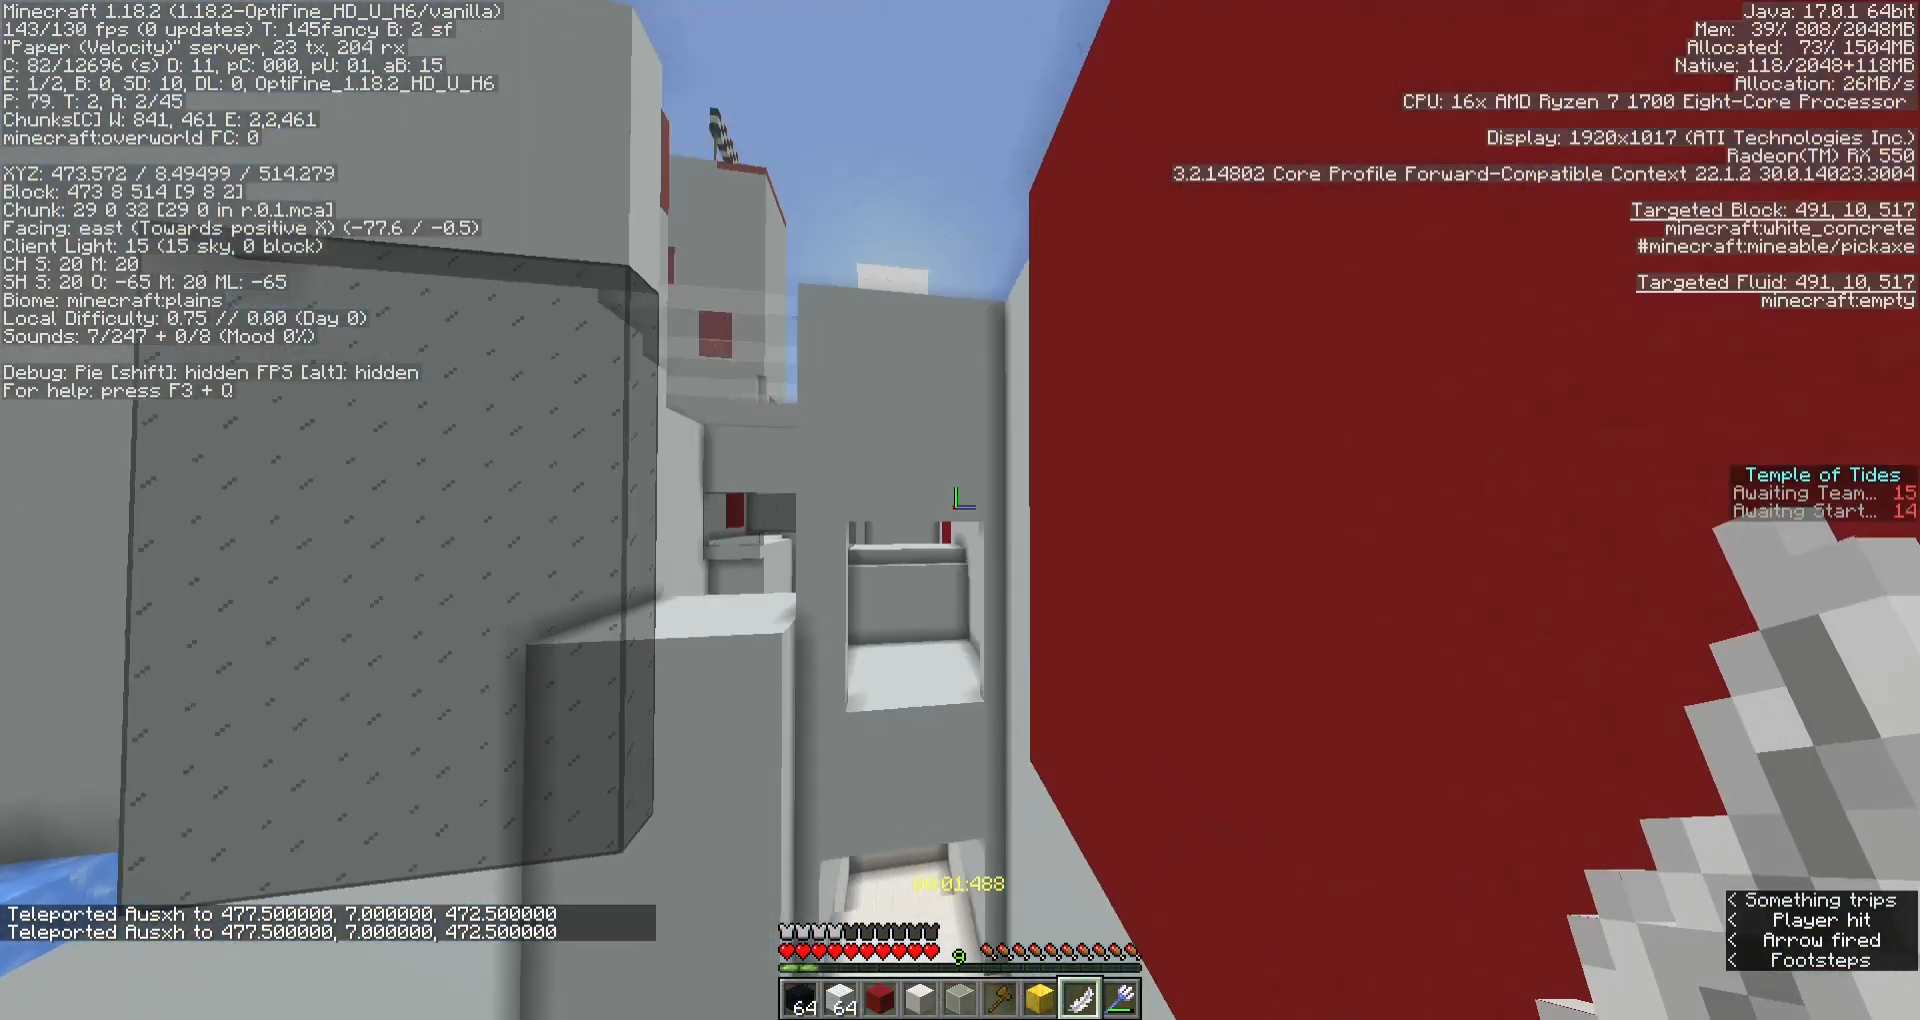 Minecraft 1.18.2 (1.18.2-OptiFine_HD_U_H6/vanilla)
143/130 fps (0 updates) T: 145fancy B: 2 sf
"Paper (Velocity)" server, 23 tx, 204 rx
C: 82/12696 (s) D: 11, pC: 000, pU: 01, aB: 15
E: 1/2, B: 0, SD: 10, DL: 0, OptiFine_1.18.2_HD_U_H6
P: 79. T: 2, A: 2/45
Chunks[C] W: 841, 461 E: 2,2,461
minecraft:overworld FC: 0
XYZ: 473.572 / 8.49499 / 514.279
Block: 473 8 514 [9 8 2]
Chunk: 29 0 32 [29 0 in r.0.1.mca]
Facing: east (Towards positive X) (-77.6 / -0.5)
Client Light: 15 (15 sky, 0 block)
CH S: 20 M: 20
SH S: 20 O: -65 M: 20 ML: -65
Biome: minecraft:plains
Local Difficulty: 0.75 // 0.00 (Day 0)
Sounds: 7/247 + 0/8 (Mood 0%)
Debug: Pie [shift]: hidden FPS [alt]: hidden
For help: press F3 + Q
Java: 17.0.1 64bit
Mem: 39% 808/2048MB
Allocated: 73% 1504MB
Native: 118/2048+118MB
Allocation: 26MB/s
CPU: 16x AMD Ryzen 7 1700 Eight-Core Processor
Display: 1920x1017 (ATI Technologies Inc.)
Radeon(TM) RX 550
3.2.14802 Core Profile Forward-Compatible Context 22.1.2 30.0.14023.3004
Targeted Block: 491, 10, 517
minecraft:white_concrete
#minecraft:mineable/pickaxe
Targeted Fluid: 491, 10, 517
minecraft:empty
Temple of Tides
Awaiting Team... 15
Awaitng Start... 14
00:01:488
Teleported Ausxh to 477.500000, 7.000000, 472.500000
Teleported Ausxh to 477.500000, 7.000000, 472.500000
< Something trips
< Player hit
< Arrow fired
< Footsteps
9
64
64